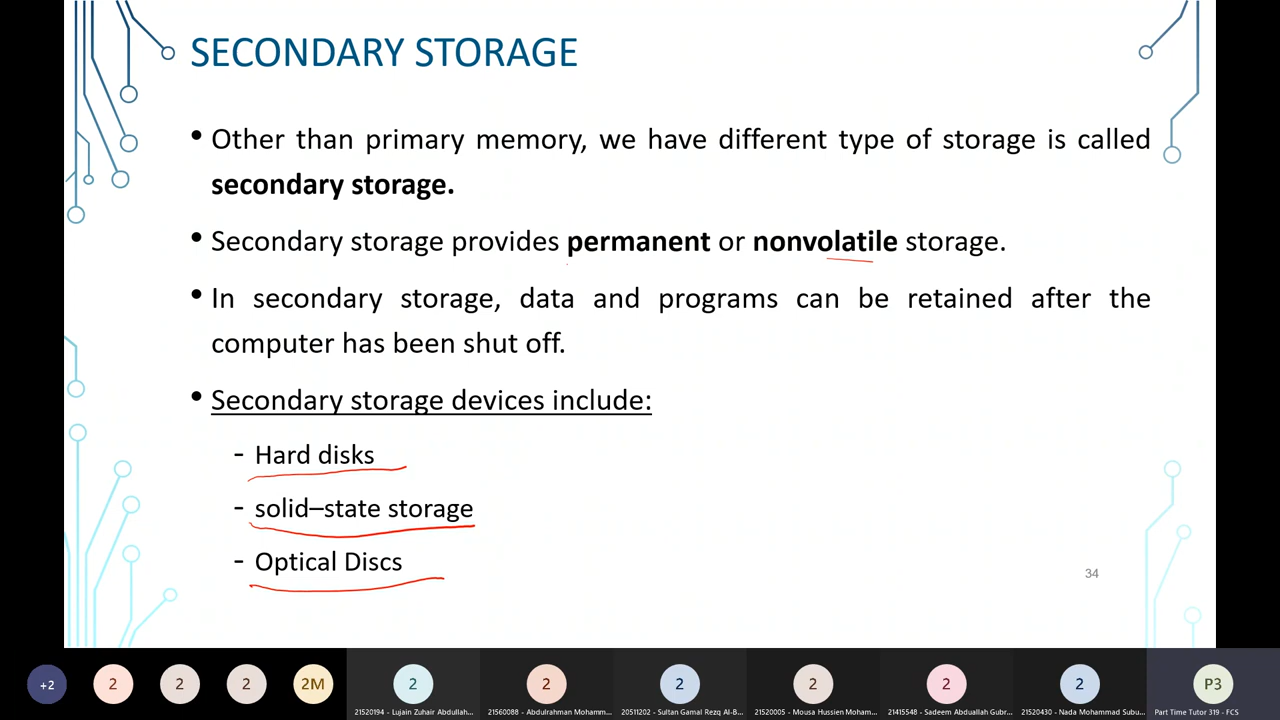 SECONDARY STORAGE
• Other than primary memory, we have different type of storage is called
secondary storage.
• Secondary storage provides permanent or nonvolatile storage.
• In secondary storage, data and programs can be retained after the
computer has been shut off.
• Secondary storage devices include:
- Hard disks
- solid–state storage
- Optical Discs
34
+2 2 2 2 2M 2 2 2 2 2 2 P3
21520194 - Lujain Zuhair Abdullah... 21560088 - Abdulrahman Mohamm... 20511202 - Sultan Gamal Rezq Al-B... 21520005 - Mousa Hussien Moham... 21415548 - Sadeem Abduallah Gubr... 21520430 - Nada Mohammad Subu... Part Time Tutor 319 - FCS